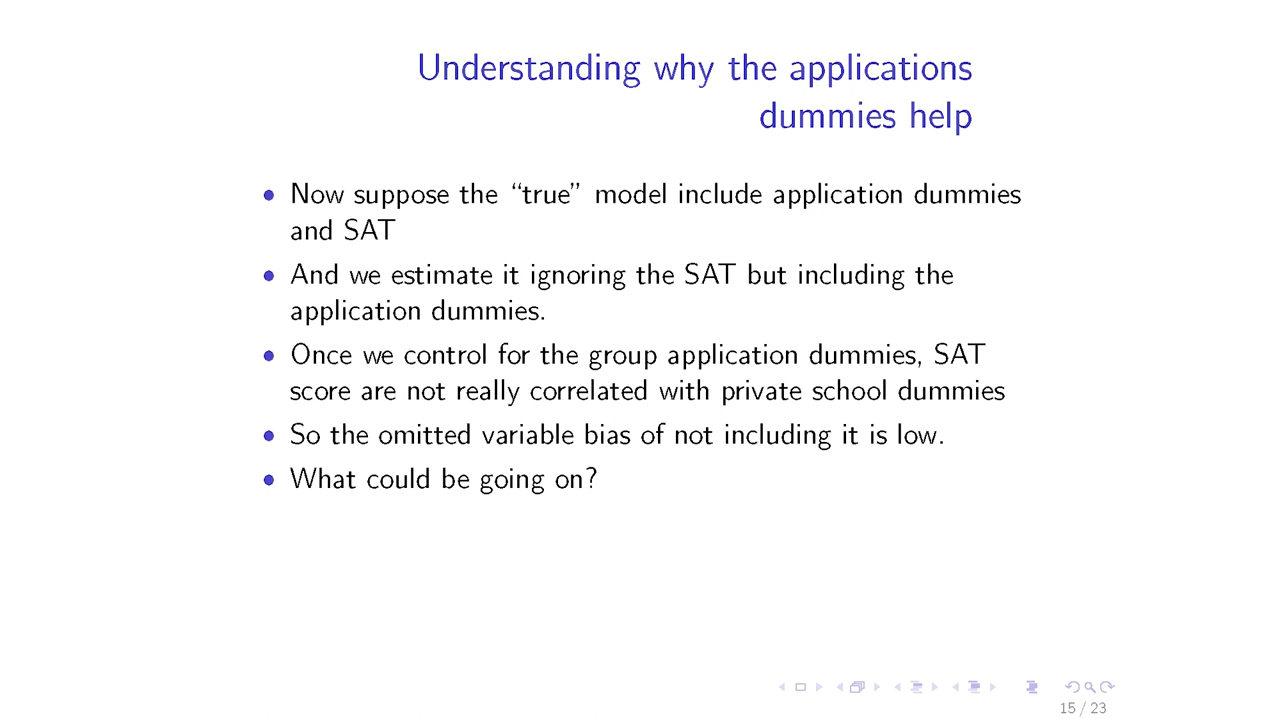 Understanding why the applications
dummies help
• Now suppose the “true” model include application dummies
and SAT
• And we estimate it ignoring the SAT but including the
application dummies.
• Once we control for the group application dummies, SAT
score are not really correlated with private school dummies
• So the omitted variable bias of not including it is low.
• What could be going on?
15 / 23